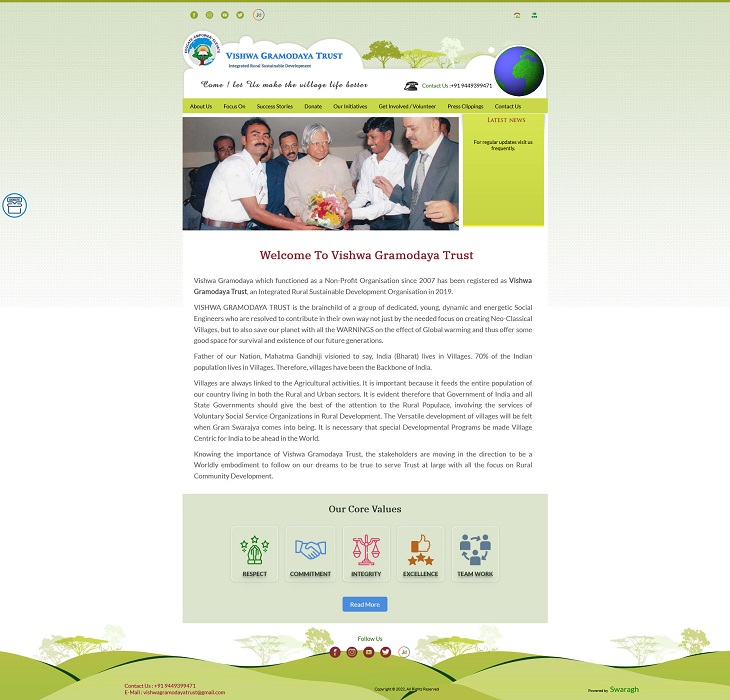 Vishwa Gramodaya Trust
Integrated Rural Sustainable Development
Come ! let Us make the village life better
Contact Us :+91 9449399471
About Us Focus On Success Stories Donate Our Initiatives Get Involved / Volunteer Press Clippings Contact Us
Latest news
For regular updates visit us
frequently.
Welcome To Vishwa Gramodaya Trust
Vishwa Gramodaya which functioned as a Non-Profit Organisation since 2007 has been registered as Vishwa
Gramodaya Trust, an Integrated Rural Sustainable Development Organisation in 2019.
VISHWA GRAMODAYA TRUST is the brainchild of a group of dedicated, young, dynamic and energetic Social
Engineers who are resolved to contribute in their own way not just by the needed focus on creating Neo-Classical
Villages, but to also save our planet with all the WARNINGS on the effect of Global warming and thus offer some
good space for survival and existence of our future generations.
Father of our Nation, Mahatma Gandhiji visioned to say, India (Bharat) lives in Villages. 70% of the Indian
population lives in Villages. Therefore, villages have been the Backbone of India.
Villages are always linked to the Agricultural activities. It is important because it feeds the entire population of
our country living in both the Rural and Urban sectors. It is evident therefore that Government of India and all
State Governments should give the best of the attention to the Rural Populace, involving the services of
Voluntary Social Service Organizations in Rural Development. The Versatile development of villages will be felt
when Gram Swarajya comes into being. It is necessary that special Developmental Programs be made Village
Centric for India to be ahead in the World.
Knowing the importance of Vishwa Gramodaya Trust, the stakeholders are moving in the direction to be a
Worldly embodiment to follow on our dreams to be true to serve Trust at large with all the focus on Rural
Community Development.
Our Core Values
RESPECT COMMITMENT INTEGRITY EXCELLENCE TEAM WORK
Read More
Follow Us
Contact Us : +91 9449399471
E-Mail : vishwagramodayatrust@gmail.com
Copyright © 2022, All Rights Reserved
Powered by Swaragh